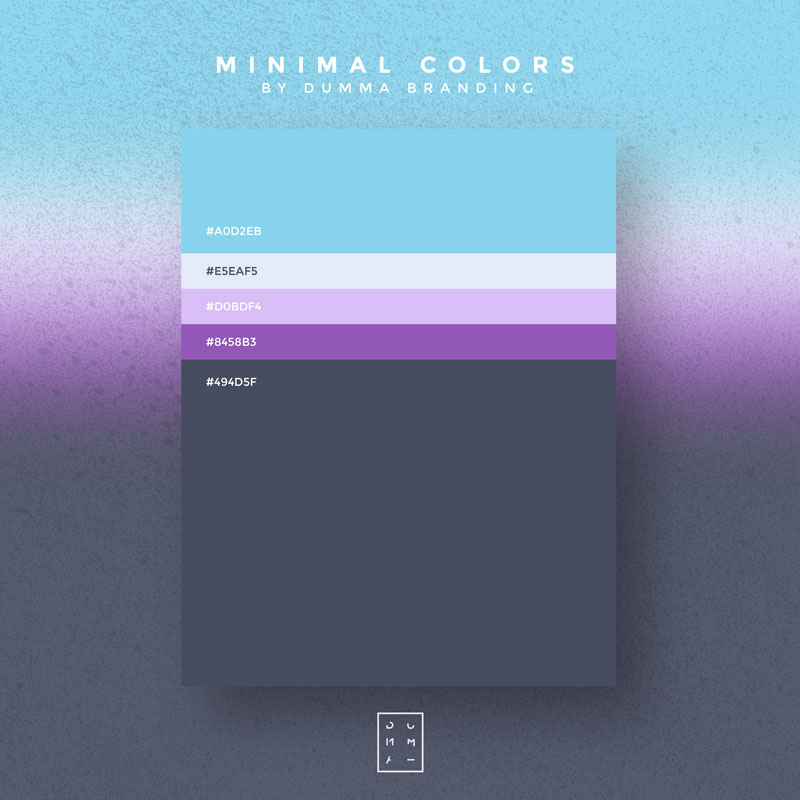 MINIMAL COLORS
BY DUMMA BRANDING
#A0D2EB
#E5EAF5
#D0BDF4
#8458B3
#494D5F
D U
M M
A –